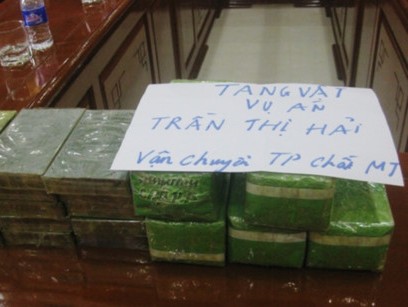 TANG VẬT
VỤ ÁN
TRẦN THỊ HẢI
Vận chuyển TP chất MT